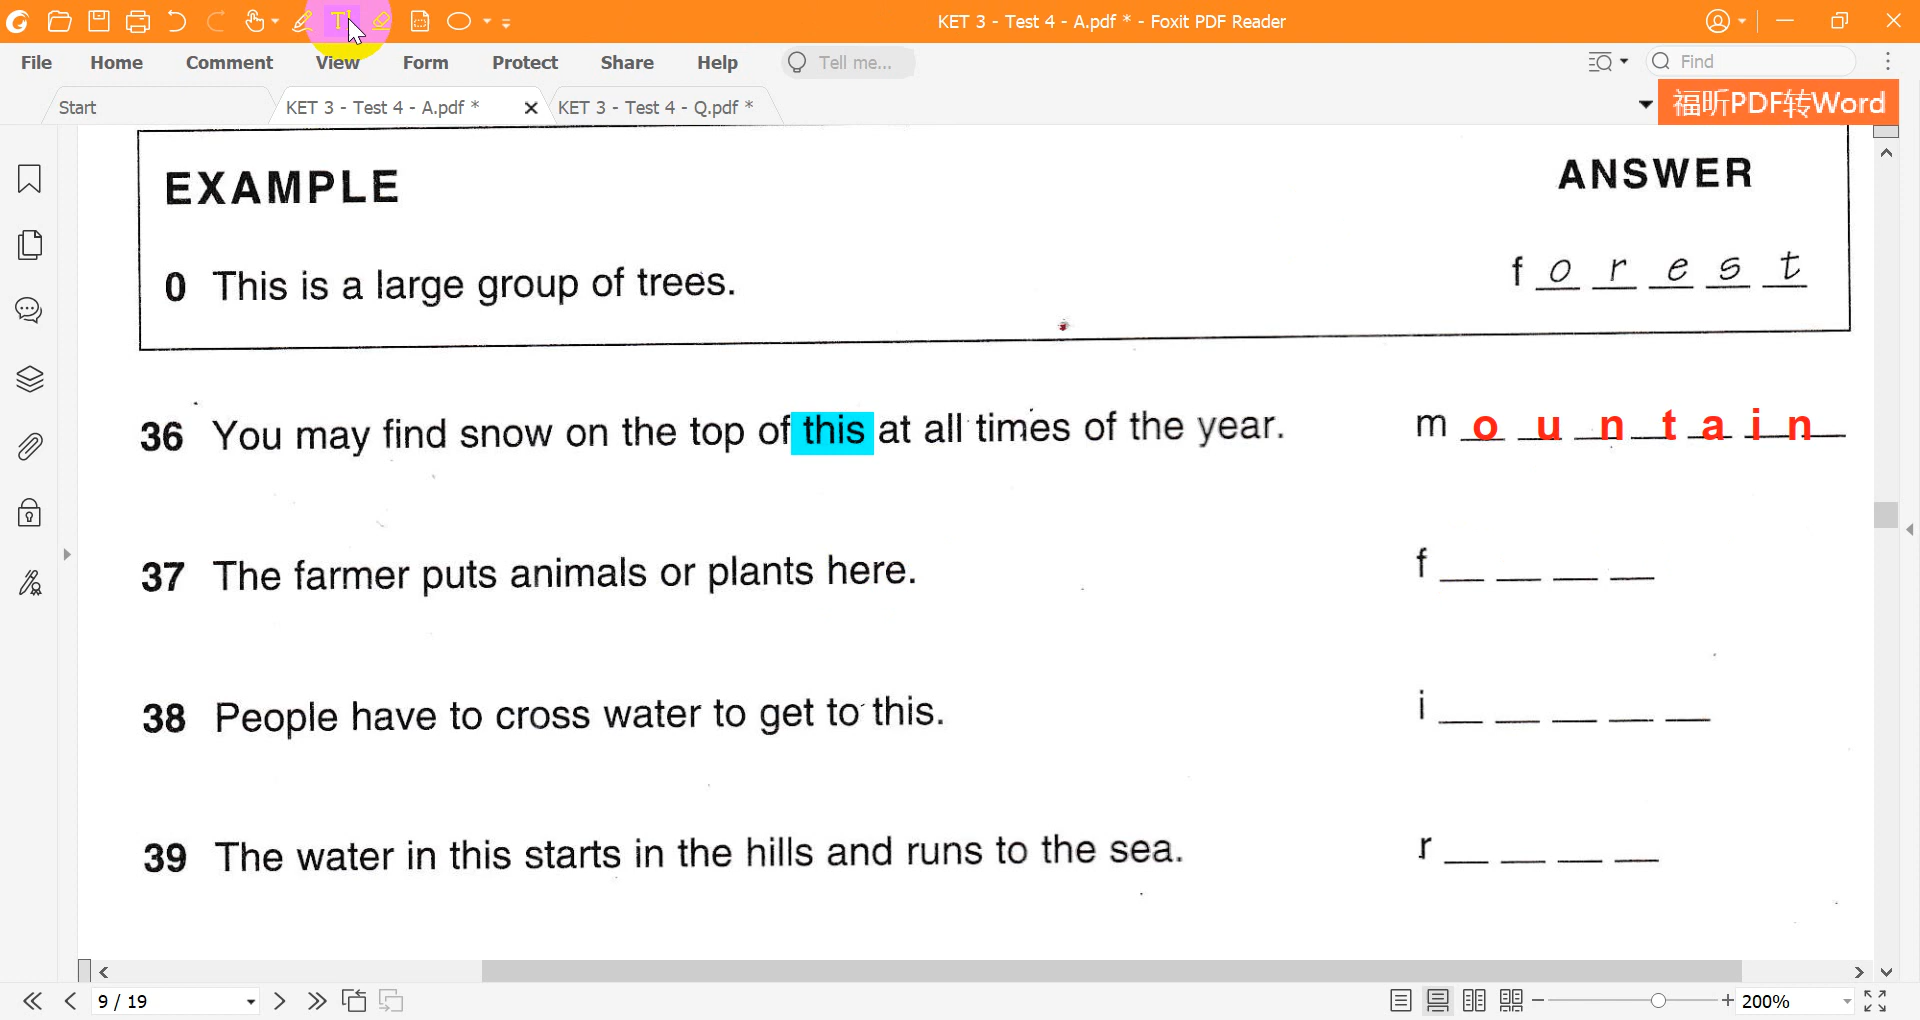 KET 3 - Test 4 - A.pdf * - Foxit PDF Reader
File Home Comment View Form Protect Share Help Tell me... Find
Start KET 3 - Test 4 - A.pdf * KET 3 - Test 4 - Q.pdf * 福昕PDF转Word
EXAMPLE ANSWER
0 This is a large group of trees. f o r e s t
36 You may find snow on the top of this at all times of the year. m o u n t a i n
37 The farmer puts animals or plants here. f _ _ _ _
38 People have to cross water to get to this. i _ _ _ _ _
39 The water in this starts in the hills and runs to the sea. r _ _ _ _
9 / 19 200%